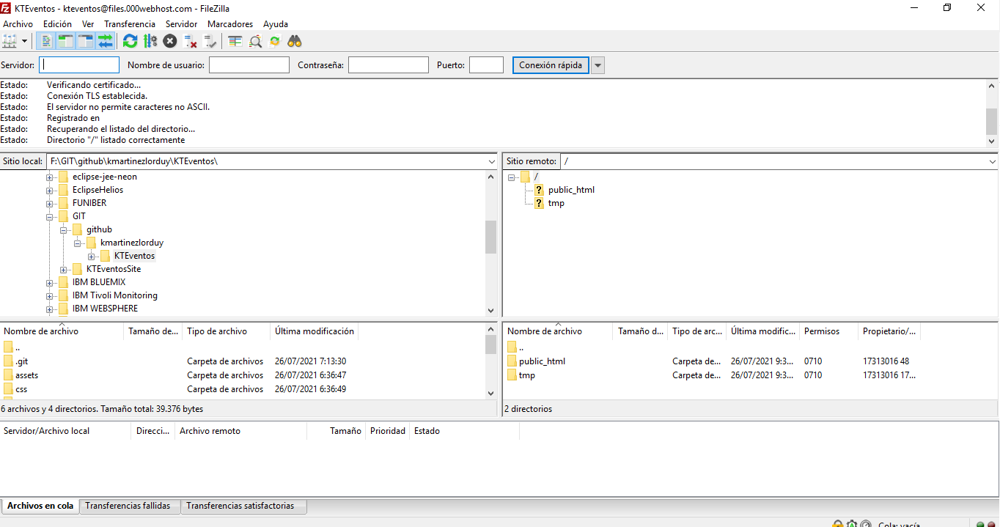 KTEventos - kteventos@files.000webhost.com - FileZilla
Archivo Edición Ver Transferencia Servidor Marcadores Ayuda
Servidor: Nombre de usuario: Contraseña: Puerto: Conexión rápida
Estado: Verificando certificado...
Estado: Conexión TLS establecida.
Estado: El servidor no permite caracteres no ASCII.
Estado: Registrado en
Estado: Recuperando el listado del directorio...
Estado: Directorio "/" listado correctamente
Sitio local: F:\GIT\github\kmartinezlorduy\KTEventos\
eclipse-jee-neon
EclipseHelios
FUNIBER
GIT
github
kmartinezlorduy
KTEventos
KTEventosSite
IBM BLUEMIX
IBM Tivoli Monitoring
IBM WEBSPHERE
Sitio remoto: /
/
? public_html
? tmp
Nombre de archivo Tamaño de... Tipo de archivo Última modificación
..
.git Carpeta de archivos 26/07/2021 7:13:30
assets Carpeta de archivos 26/07/2021 6:36:47
css Carpeta de archivos 26/07/2021 6:36:49
6 archivos y 4 directorios. Tamaño total: 39.376 bytes
Nombre de archivo Tamaño d... Tipo de arc... Última modific... Permisos Propietario/...
..
public_html Carpeta de... 26/07/2021 9:3... 0710 17313016 48
tmp Carpeta de... 26/07/2021 9:3... 0710 17313016 17...
2 directorios
Servidor/Archivo local Direcci... Archivo remoto Tamaño Prioridad Estado
Archivos en cola Transferencias fallidas Transferencias satisfactorias
Cola: vacía